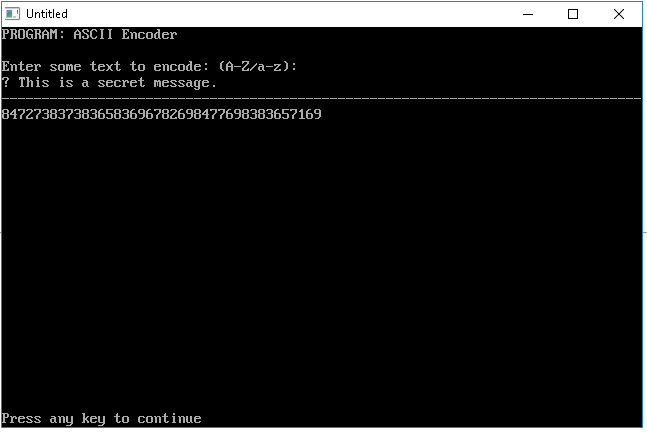 Untitled
PROGRAM: ASCII Encoder
Enter some text to encode: (A-Z/a-z):
? This is a secret message.
8472738373836583696782698477698383657169
Press any key to continue